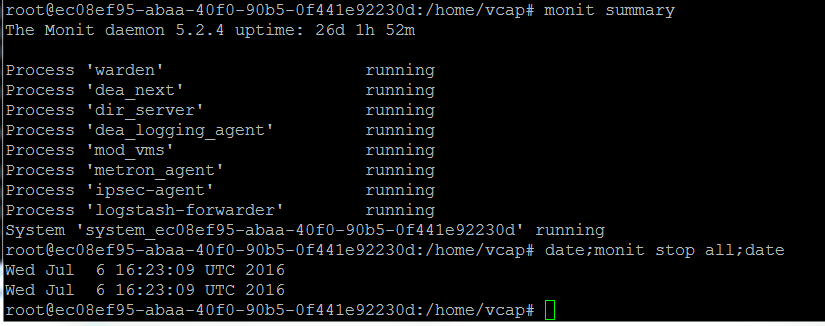 root@ec08ef95-abaa-40f0-90b5-0f441e92230d:/home/vcap# monit summary
The Monit daemon 5.2.4 uptime: 26d 1h 52m
Process 'warden' running
Process 'dea_next' running
Process 'dir_server' running
Process 'dea_logging_agent' running
Process 'mod_vms' running
Process 'metron_agent' running
Process 'ipsec-agent' running
Process 'logstash-forwarder' running
System 'system_ec08ef95-abaa-40f0-90b5-0f441e92230d' running
root@ec08ef95-abaa-40f0-90b5-0f441e92230d:/home/vcap# date;monit stop all;date
Wed Jul  6 16:23:09 UTC 2016
Wed Jul  6 16:23:09 UTC 2016
root@ec08ef95-abaa-40f0-90b5-0f441e92230d:/home/vcap#